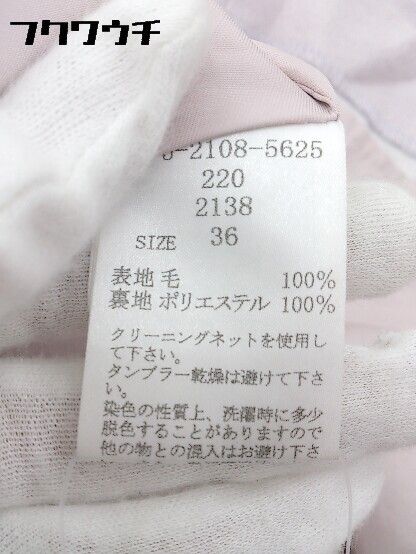 フクワウチ
-2108-5625
220
2138
SIZE 36
表地 毛 100%
裏地 ポリエステル 100%
クリーニングネットを使用し
て下さい。
タンブラー乾燥は避けて下さ
い。
染色の性質上、洗濯時に多少
脱色することがありますので
他の物との混入はお避け下さ